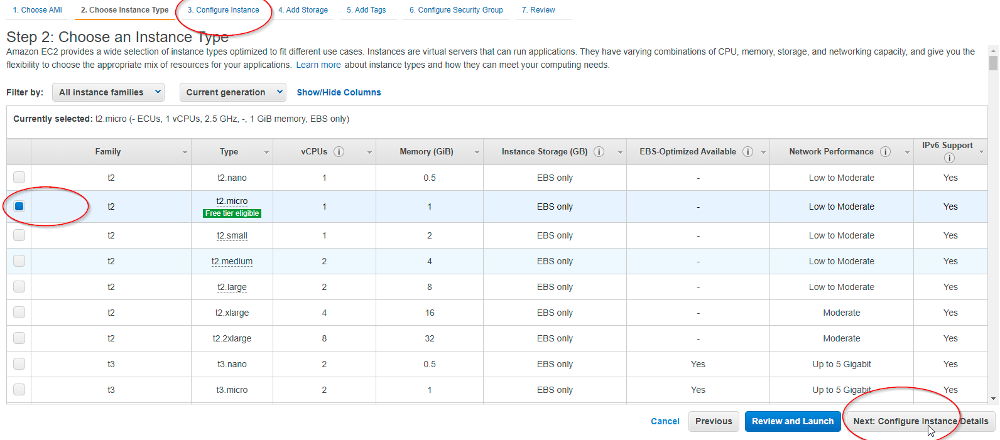 1. Choose AMI 2. Choose Instance Type 3. Configure Instance 4. Add Storage 5. Add Tags 6. Configure Security Group 7. Review
Step 2: Choose an Instance Type
Amazon EC2 provides a wide selection of instance types optimized to fit different use cases. Instances are virtual servers that can run applications. They have varying combinations of CPU, memory, storage, and networking capacity, and give you the
flexibility to choose the appropriate mix of resources for your applications. Learn more about instance types and how they can meet your computing needs.
Filter by: All instance families Current generation Show/Hide Columns
Currently selected: t2.micro (- ECUs, 1 vCPUs, 2.5 GHz, -, 1 GiB memory, EBS only)
Family Type vCPUs i Memory (GiB) Instance Storage (GB) i EBS-Optimized Available i Network Performance i IPv6 Support i
t2 t2.nano 1 0.5 EBS only - Low to Moderate Yes
t2 t2.micro 1 1 EBS only - Low to Moderate Yes
Free tier eligible
t2 t2.small 1 2 EBS only - Low to Moderate Yes
t2 t2.medium 2 4 EBS only - Low to Moderate Yes
t2 t2.large 2 8 EBS only - Low to Moderate Yes
t2 t2.xlarge 4 16 EBS only - Moderate Yes
t2 t2.2xlarge 8 32 EBS only - Moderate Yes
t3 t3.nano 2 0.5 EBS only Yes Up to 5 Gigabit Yes
t3 t3.micro 2 1 EBS only Yes Up to 5 Gigabit Yes
Cancel Previous Review and Launch Next: Configure Instance Details